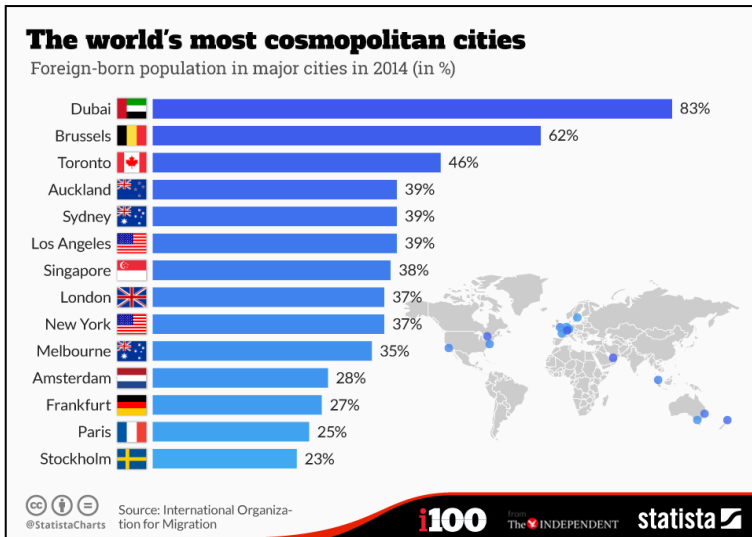 The world's most cosmopolitan cities
Foreign-born population in major cities in 2014 (in %)
Dubai 83%
Brussels 62%
Toronto 46%
Auckland 39%
Sydney 39%
Los Angeles 39%
Singapore 38%
London 37%
New York 37%
Melbourne 35%
Amsterdam 28%
Frankfurt 27%
Paris 25%
Stockholm 23%
cc
@StatistaCharts
Source: International Organiza-
tion for Migration
i100
from
The INDEPENDENT
statista